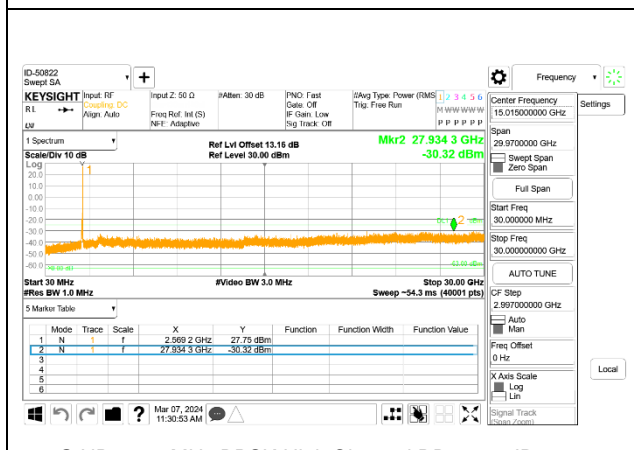 ID-50822
Swept SA
Frequency
KEYSIGHT
RL
Input: RF
Coupling: DC
Align: Auto
Input Z: 50 Ω
Freq Ref: Int (S)
NFE: Adaptive
#Atten: 30 dB
PNO: Fast
Gate: Off
IF Gain: Low
Sig Track: Off
#Avg Type: Power (RMS)
Trig: Free Run
1 2 3 4 5 6
M W W W W W
P P P P P P
Center Frequency
15.015000000 GHz
Settings
Span
29.9700000 GHz
Swept Span
Zero Span
Full Span
Start Freq
30.000000 MHz
Stop Freq
30.00000000 GHz
AUTO TUNE
CF Step
2.997000000 GHz
Auto
Man
Freq Offset
0 Hz
X Axis Scale
Log
Lin
Local
Signal Track
(Span Zoom)
1 Spectrum
Scale/Div 10 dB
Log
Ref Lvl Offset 13.16 dB
Ref Level 30.00 dBm
Mkr2 27.934 3 GHz
-30.32 dBm
1
2
20.0
10.0
0.00
-10.0
-20.0
-30.0
-40.0
-50.0
-60.0
Start 30 MHz
#Res BW 1.0 MHz
#Video BW 3.0 MHz
Stop 30.00 GHz
Sweep ~54.3 ms (40001 pts)
5 Marker Table
Mode Trace Scale X Y Function Function Width Function Value
1 N 1 f 2.569 2 GHz 27.75 dBm
2 N 1 f 27.934 3 GHz -30.32 dBm
3
4
5
6
?
Mar 07, 2024
11:30:53 AM